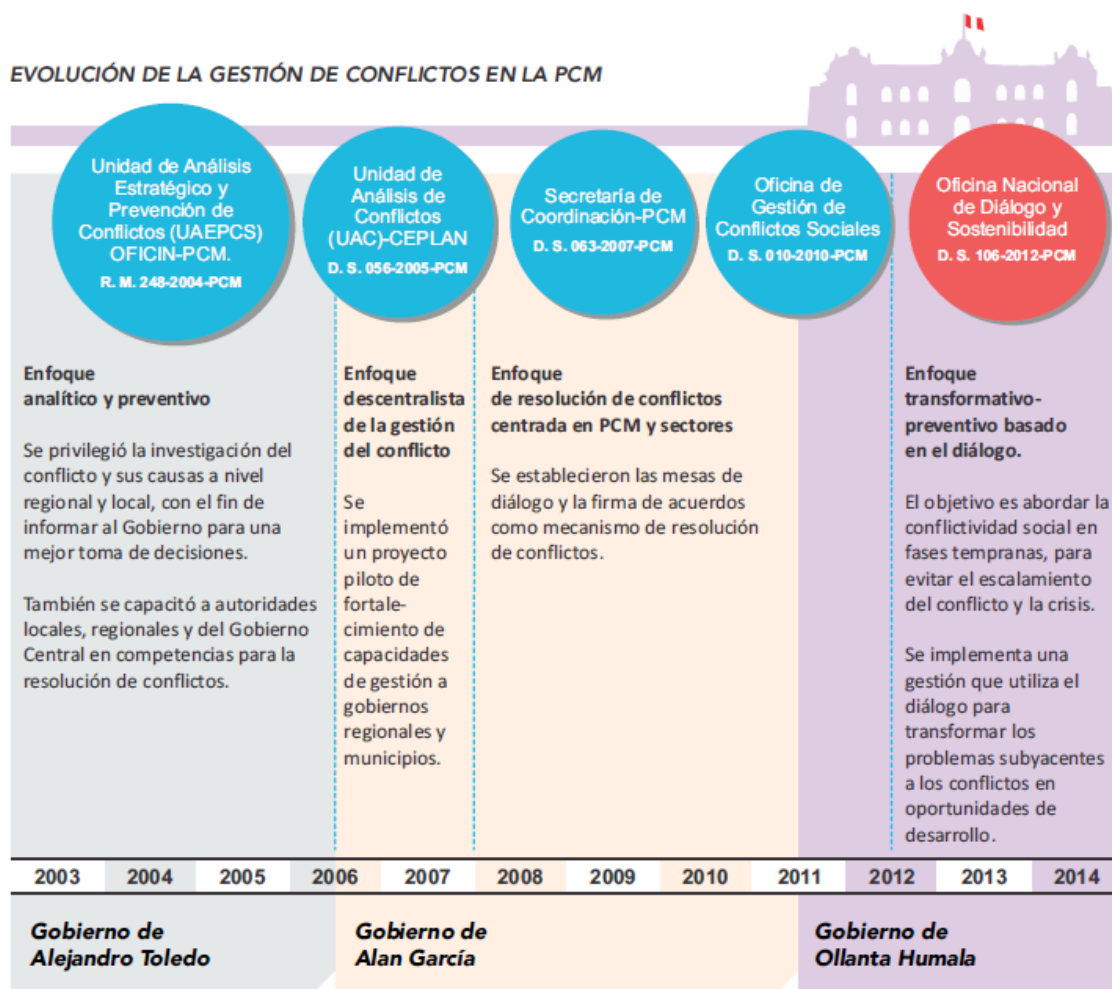 EVOLUCIÓN DE LA GESTIÓN DE CONFLICTOS EN LA PCM
Unidad de Análisis
Estratégico y
Prevención de
Conflictos (UAEPCS)
OFICIN-PCM.
R. M. 248-2004-PCM
Unidad de
Análisis de
Conflictos
(UAC)-CEPLAN
D. S. 056-2005-PCM
Secretaría de
Coordinación-PCM
D. S. 063-2007-PCM
Oficina de
Gestión de
Conflictos Sociales
D. S. 010-2010-PCM
Oficina Nacional
de Diálogo y
Sostenibilidad
D. S. 106-2012-PCM
Enfoque
analítico y preventivo
Se privilegió la investigación del
conflicto y sus causas a nivel
regional y local, con el fin de
informar al Gobierno para una
mejor toma de decisiones.
También se capacitó a autoridades
locales, regionales y del Gobierno
Central en competencias para la
resolución de conflictos.
Enfoque
descentralista
de la gestión
del conflicto
Se
implementó
un proyecto
piloto de
fortale-
cimiento de
capacidades
de gestión a
gobiernos
regionales y
municipios.
Enfoque
de resolución de conflictos
centrada en PCM y sectores
Se establecieron las mesas de
diálogo y la firma de acuerdos
como mecanismo de resolución
de conflictos.
Enfoque
transformativo-
preventivo basado
en el diálogo.
El objetivo es abordar la
conflictividad social en
fases tempranas, para
evitar el escalamiento
del conflicto y la crisis.
Se implementa una
gestión que utiliza el
diálogo para
transformar los
problemas subyacentes
a los conflictos en
oportunidades de
desarrollo.
2003 2004 2005 2006 2007 2008 2009 2010 2011 2012 2013 2014
Gobierno de
Alejandro Toledo
Gobierno de
Alan García
Gobierno de
Ollanta Humala